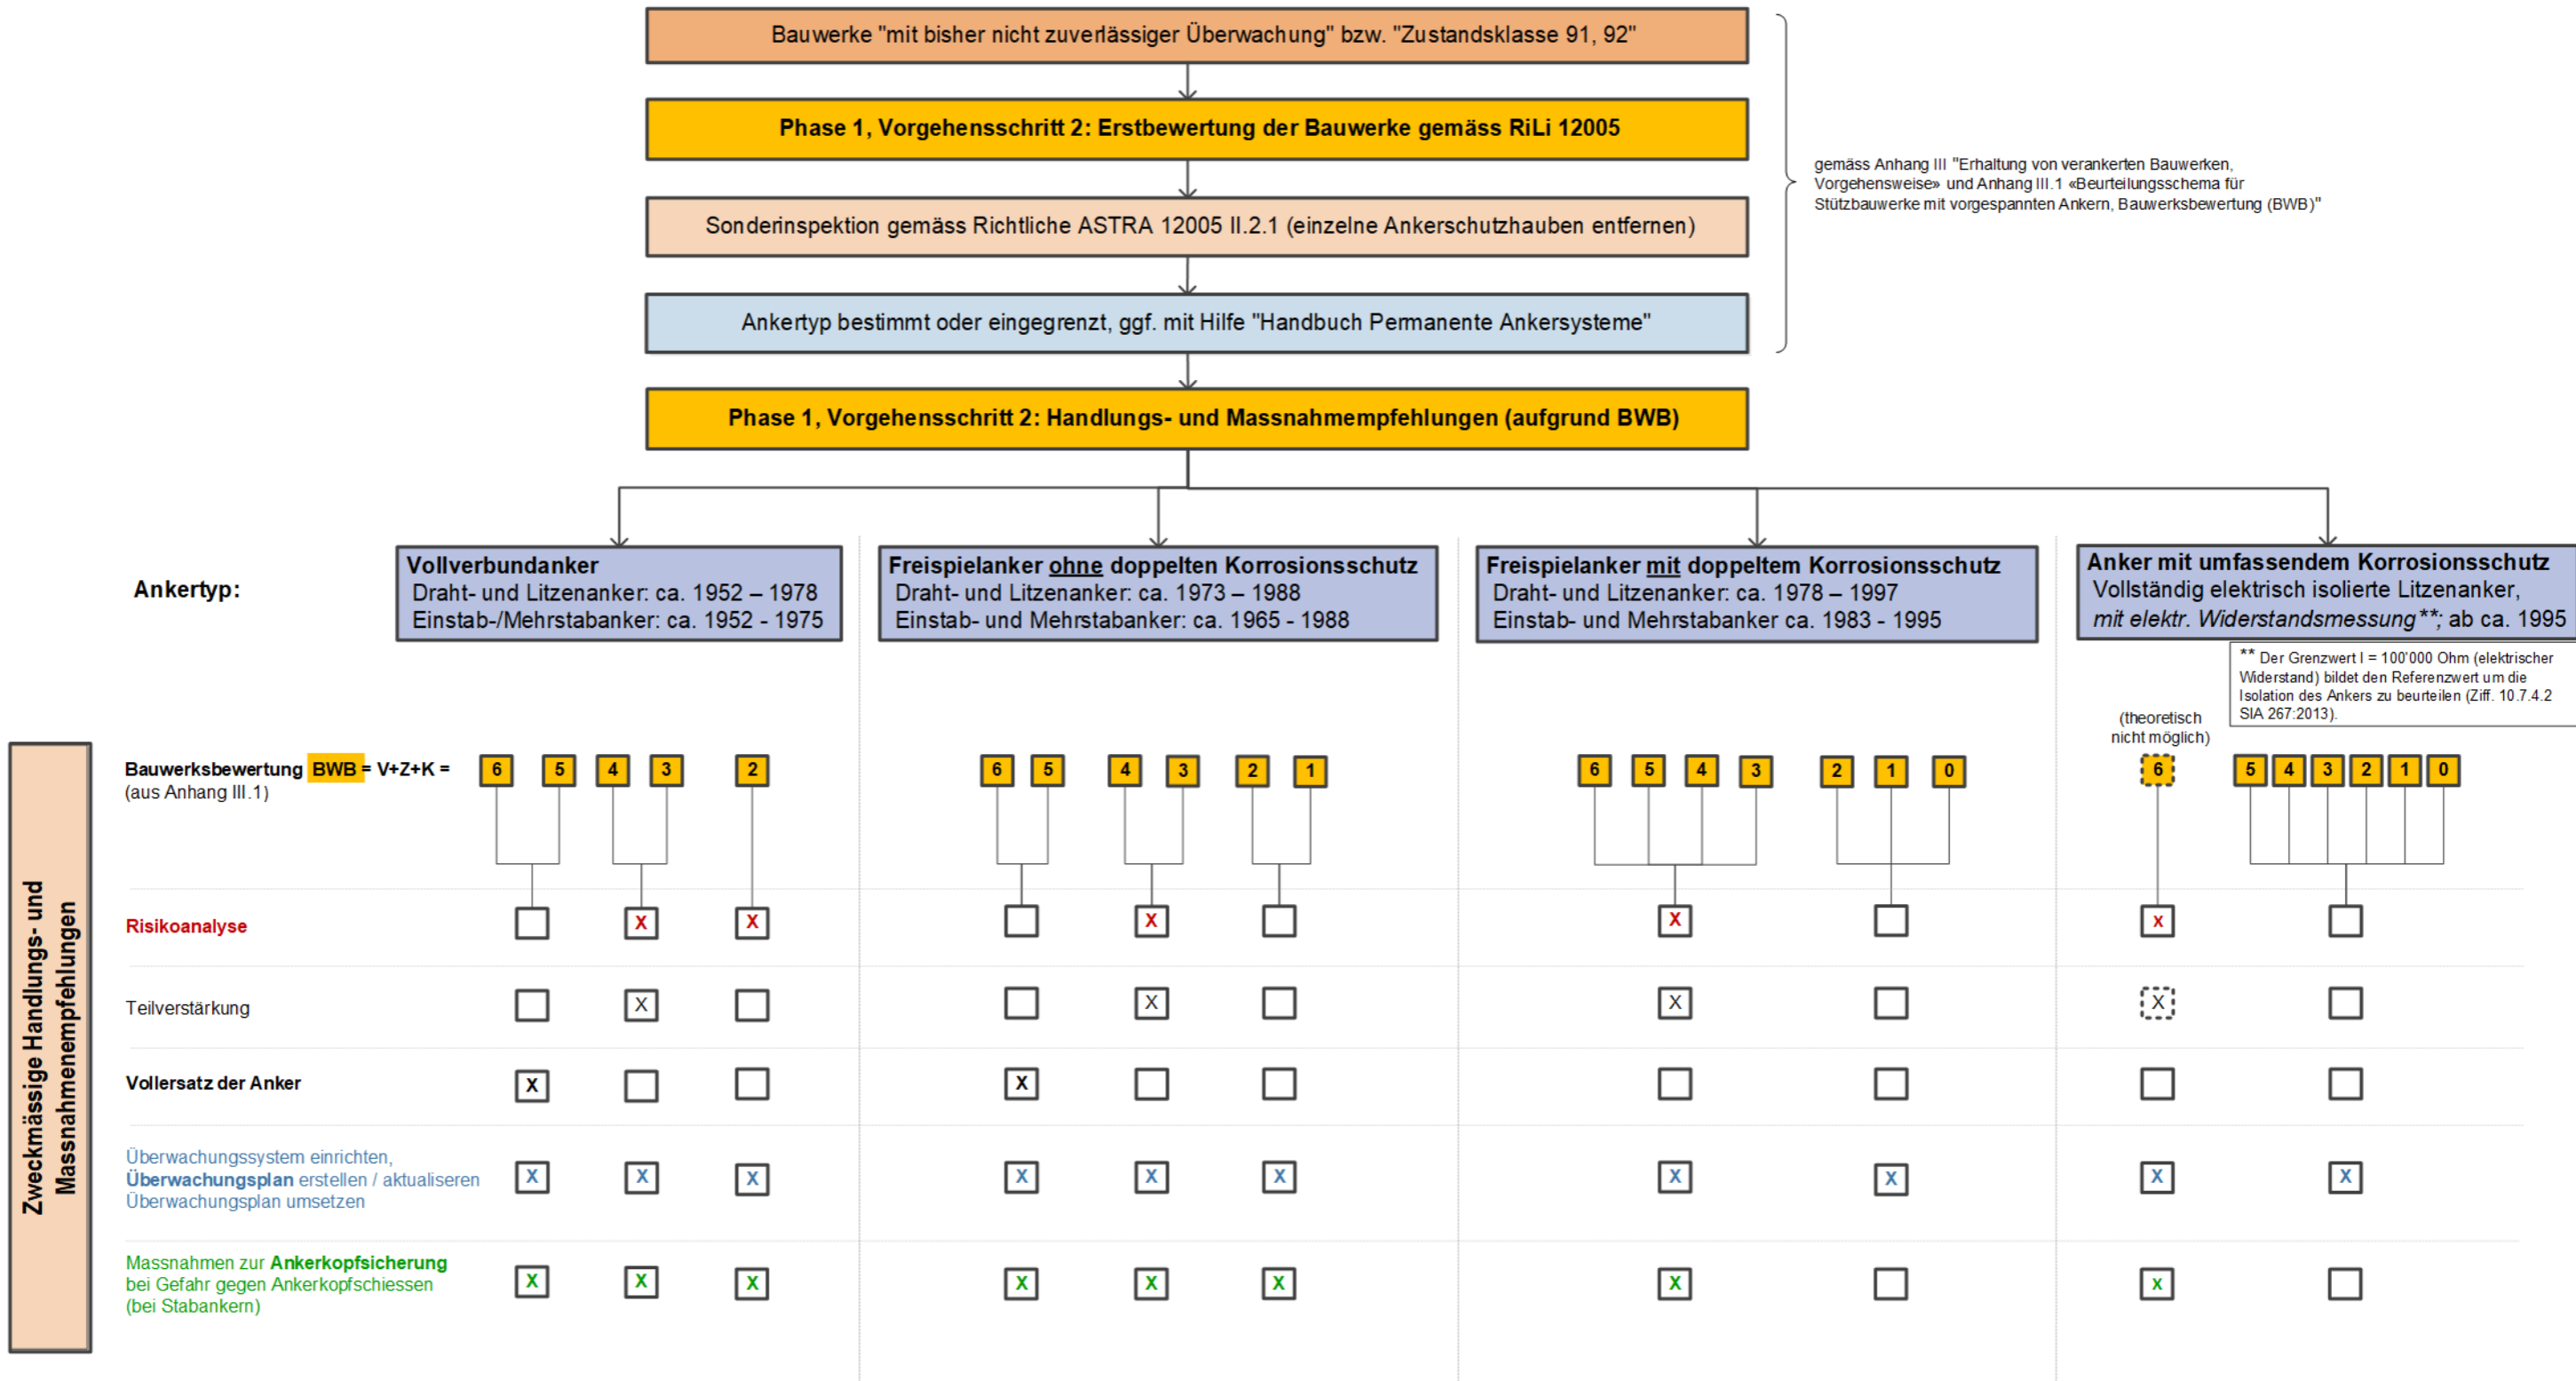 Bauwerke "mit bisher nicht zuverlässiger Überwachung" bzw. "Zustandsklasse 91, 92"
Phase 1, Vorgehensschritt 2: Erstbewertung der Bauwerke gemäss RiLi 12005
gemäss Anhang III "Erhaltung von verankerten Bauwerken,
Vorgehensweise» und Anhang III.1 «Beurteilungsschema für
Stützbauwerke mit vorgespannten Ankern, Bauwerksbewertung (BWB)"
Sonderinspektion gemäss Richtliche ASTRA 12005 II.2.1 (einzelne Ankerschutzhauben entfernen)
Ankertyp bestimmt oder eingegrenzt, ggf. mit Hilfe "Handbuch Permanente Ankersysteme"
Phase 1, Vorgehensschritt 2: Handlungs- und Massnahmempfehlungen (aufgrund BWB)
Ankertyp:
Vollverbundanker
Draht- und Litzenanker: ca. 1952 – 1978
Einstab-/Mehrstabanker: ca. 1952 - 1975
Freispielanker ohne doppelten Korrosionsschutz
Draht- und Litzenanker: ca. 1973 – 1988
Einstab- und Mehrstabanker: ca. 1965 - 1988
Freispielanker mit doppeltem Korrosionsschutz
Draht- und Litzenanker: ca. 1978 – 1997
Einstab- und Mehrstabanker ca. 1983 - 1995
Anker mit umfassendem Korrosionsschutz
Vollständig elektrisch isolierte Litzenanker,
mit elektr. Widerstandsmessung**; ab ca. 1995
** Der Grenzwert I = 100'000 Ohm (elektrischer
Widerstand) bildet den Referenzwert um die
Isolation des Ankers zu beurteilen (Ziff. 10.7.4.2
SIA 267:2013).
(theoretisch
nicht möglich)
Zweckmässige Handlungs- und
Massnahmenempfehlungen
Bauwerksbewertung BWB = V+Z+K =
(aus Anhang III.1)
6 5 4 3 2 6 5 4 3 2 1 6 5 4 3 2 1 0 6 5 4 3 2 1 0
Risikoanalyse
X X X X X
Teilverstärkung
X X X X
Vollersatz der Anker
X X
Überwachungssystem einrichten,
Überwachungsplan erstellen / aktualiseren
Überwachungsplan umsetzen
X X X X X X X X X X
Massnahmen zur Ankerkopfsicherung
bei Gefahr gegen Ankerkopfschiessen
(bei Stabankern)
X X X X X X X X